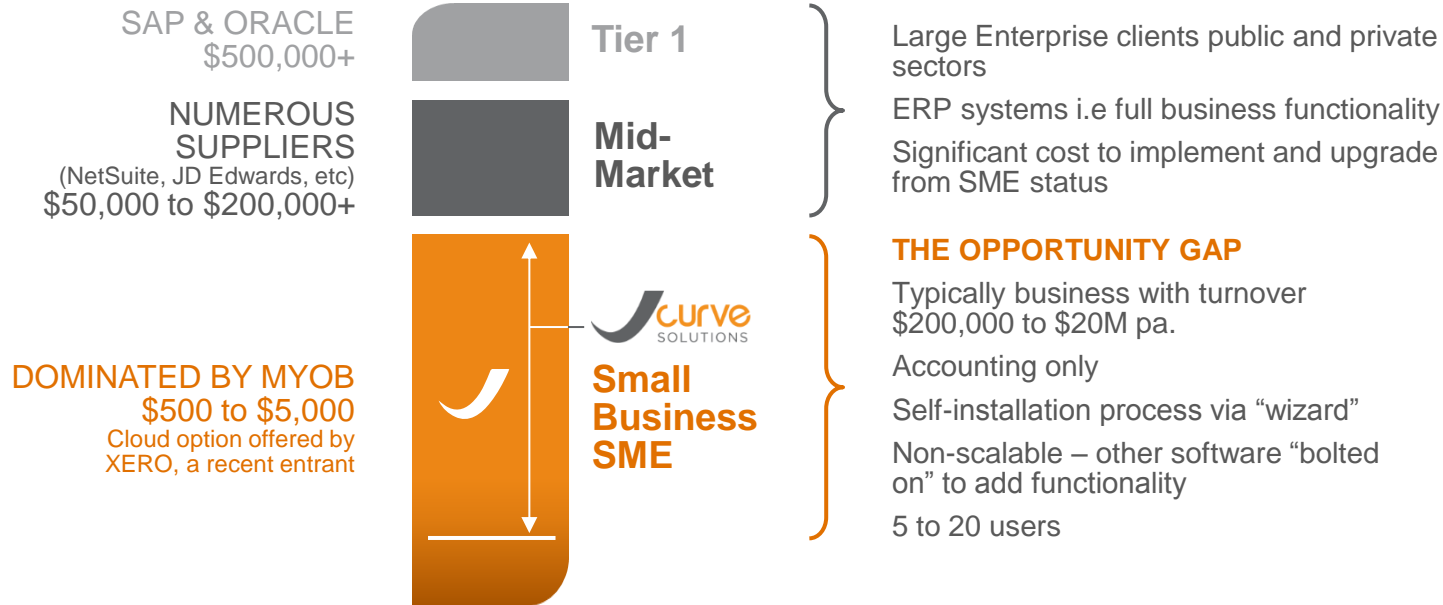 SAP & ORACLE
$500,000+
Tier 1
NUMEROUS
SUPPLIERS
(NetSuite, JD Edwards, etc)
$50,000 to $200,000+
Mid-
Market
Large Enterprise clients public and private
sectors
ERP systems i.e full business functionality
Significant cost to implement and upgrade
from SME status
DOMINATED BY MYOB
$500 to $5,000
Cloud option offered by
XERO, a recent entrant
curve
SOLUTIONS
Small
Business
SME
THE OPPORTUNITY GAP
Typically business with turnover
$200,000 to $20M pa.
Accounting only
Self-installation process via “wizard”
Non-scalable – other software “bolted
on” to add functionality
5 to 20 users